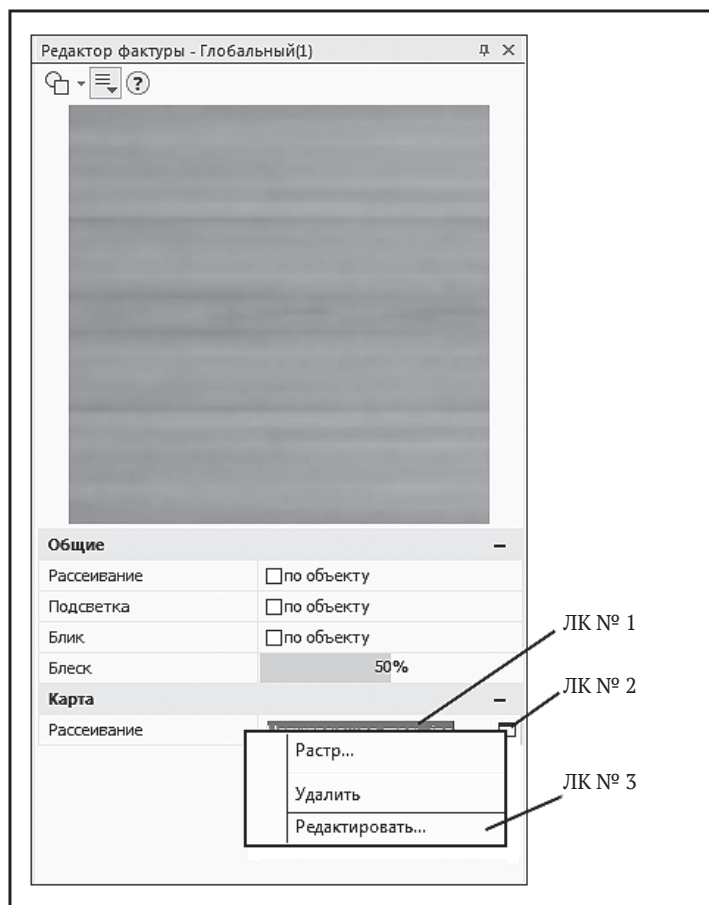 Редактор фактуры - Глобальный(1)
Общие
Рассеивание по объекту
Подсветка по объекту
Блик по объекту
Блеск 50%
Карта
Рассеивание
Растр...
Удалить
Редактировать...
ЛК № 1
ЛК № 2
ЛК № 3